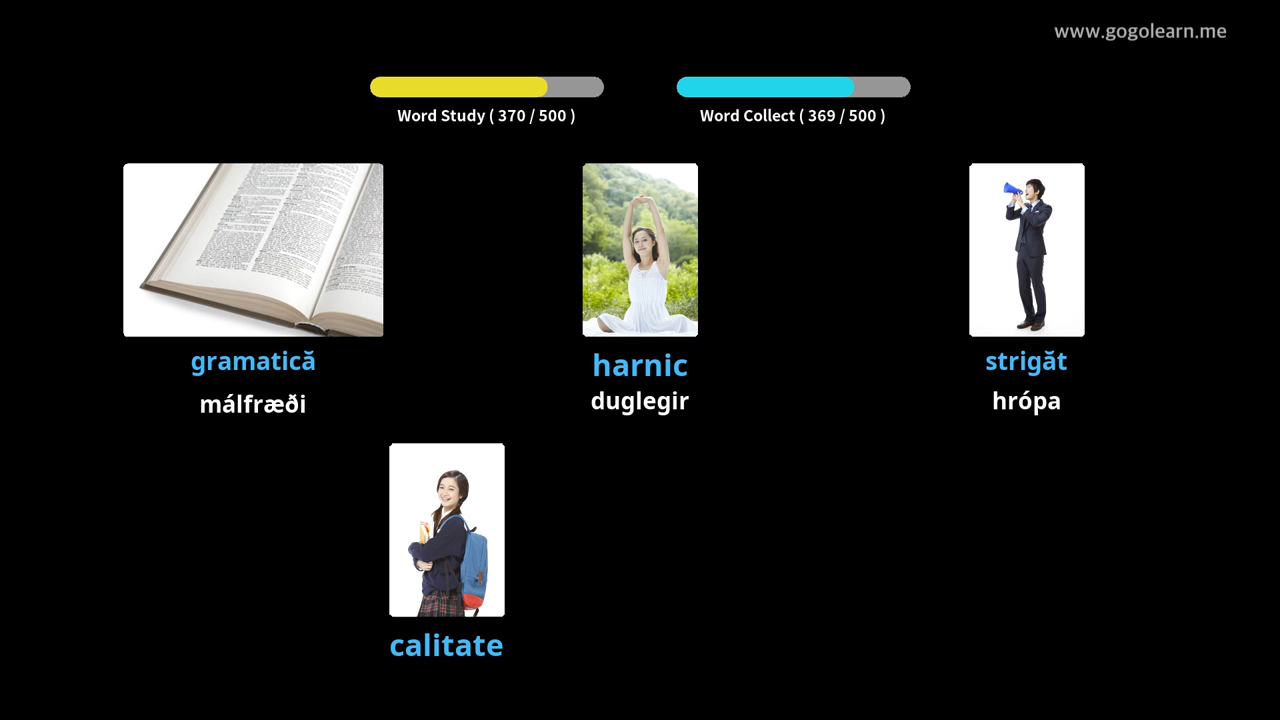 www.gogolearn.me
Word Study ( 370 / 500 )
Word Collect ( 369 / 500 )
gramatică
málfræði
harnic
duglegir
strigăt
hrópa
calitate